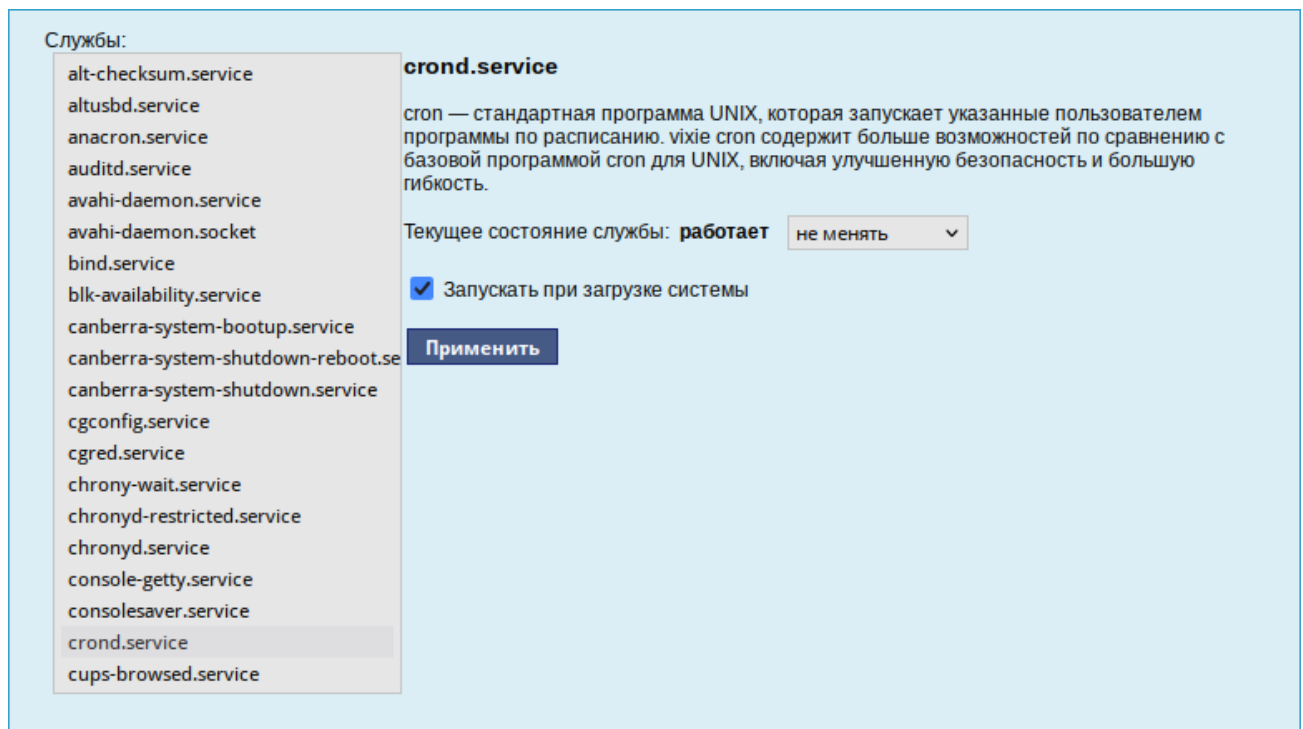 Службы:
alt-checksum.service
altusbd.service
anacron.service
auditd.service
avahi-daemon.service
avahi-daemon.socket
bind.service
blk-availability.service
canberra-system-bootup.service
canberra-system-shutdown-reboot.se
canberra-system-shutdown.service
cgconfig.service
cgred.service
chrony-wait.service
chronyd-restricted.service
chronyd.service
console-getty.service
consolesaver.service
crond.service
cups-browsed.service
crond.service
cron — стандартная программа UNIX, которая запускает указанные пользователем
программы по расписанию. vixie cron содержит больше возможностей по сравнению с
базовой программой cron для UNIX, включая улучшенную безопасность и большую
гибкость.
Текущее состояние службы: работает не менять
Запускать при загрузке системы
Применить